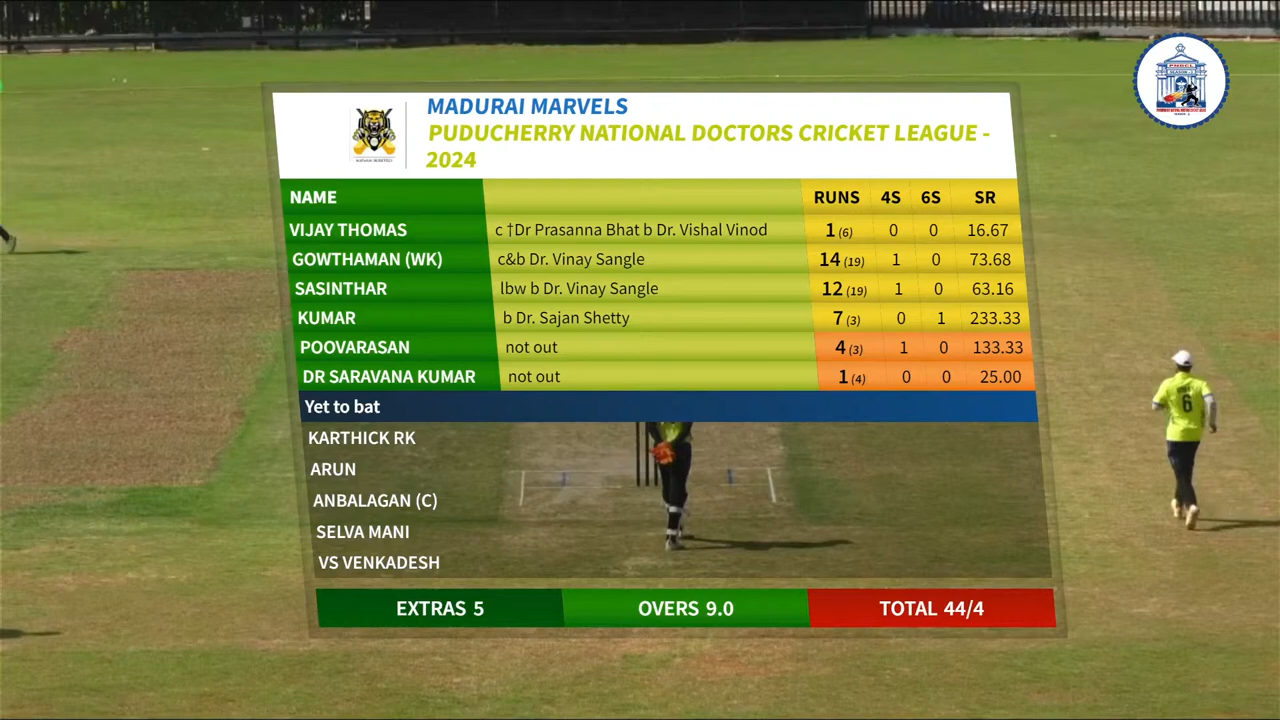 MADURAI MARVELS
PUDUCHERRY NATIONAL DOCTORS CRICKET LEAGUE -
2024
NAME RUNS 4S 6S SR
VIJAY THOMAS c †Dr Prasanna Bhat b Dr. Vishal Vinod 1 (6) 0 0 16.67
GOWTHAMAN (WK) c&b Dr. Vinay Sangle 14 (19) 1 0 73.68
SASINTHAR lbw b Dr. Vinay Sangle 12 (19) 1 0 63.16
KUMAR b Dr. Sajan Shetty 7 (3) 0 1 233.33
POOVARASAN not out 4 (3) 1 0 133.33
DR SARAVANA KUMAR not out 1 (4) 0 0 25.00
Yet to bat
KARTHICK RK
ARUN
ANBALAGAN (C)
SELVA MANI
VS VENKADESH
EXTRAS 5 OVERS 9.0 TOTAL 44/4
6